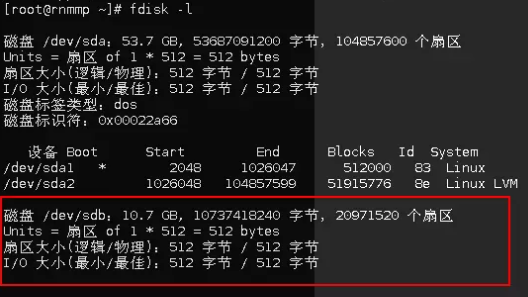 [root@rnmmp ~]# fdisk -l
磁盘 /dev/sda：53.7 GB, 53687091200 字节，104857600 个扇区
Units = 扇区 of 1 * 512 = 512 bytes
扇区大小(逻辑/物理)：512 字节 / 512 字节
I/O 大小(最小/最佳)：512 字节 / 512 字节
磁盘标签类型：dos
磁盘标识符：0x00022a66
设备 Boot Start End Blocks Id System
/dev/sda1 * 2048 1026047 512000 83 Linux
/dev/sda2 1026048 104857599 51915776 8e Linux LVM
磁盘 /dev/sdb：10.7 GB, 10737418240 字节，20971520 个扇区
Units = 扇区 of 1 * 512 = 512 bytes
扇区大小(逻辑/物理)：512 字节 / 512 字节
I/O 大小(最小/最佳)：512 字节 / 512 字节